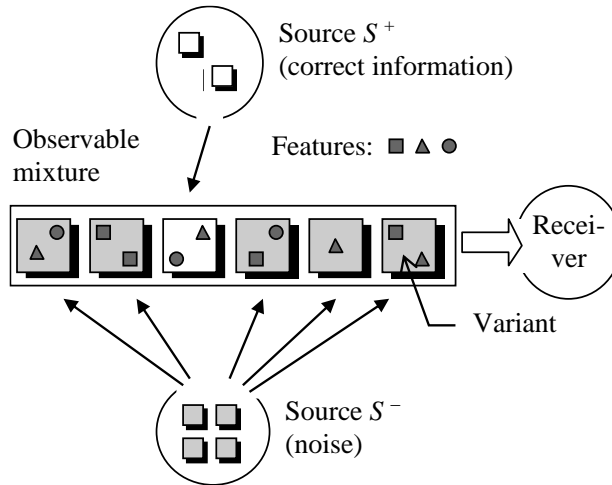 Source S⁺
(correct information)
Observable
mixture
Features:
Recei-
ver
Variant
Source S⁻
(noise)